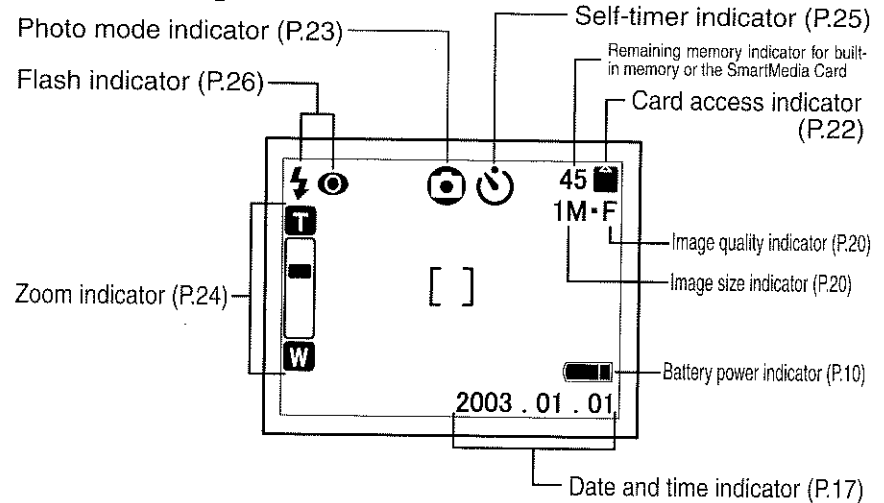 Self-timer indicator (P.25)
Photo mode indicator (P.23)
Remaining memory indicator for built-
in memory or the SmartMedia Card
Flash indicator (P.26)
Card access indicator
(P.22)
45
1M·F
T
Image quality indicator (P.20)
Image size indicator (P.20)
Zoom indicator (P.24)
W
Battery power indicator (P.10)
2003 . 01 . 01
Date and time indicator (P.17)